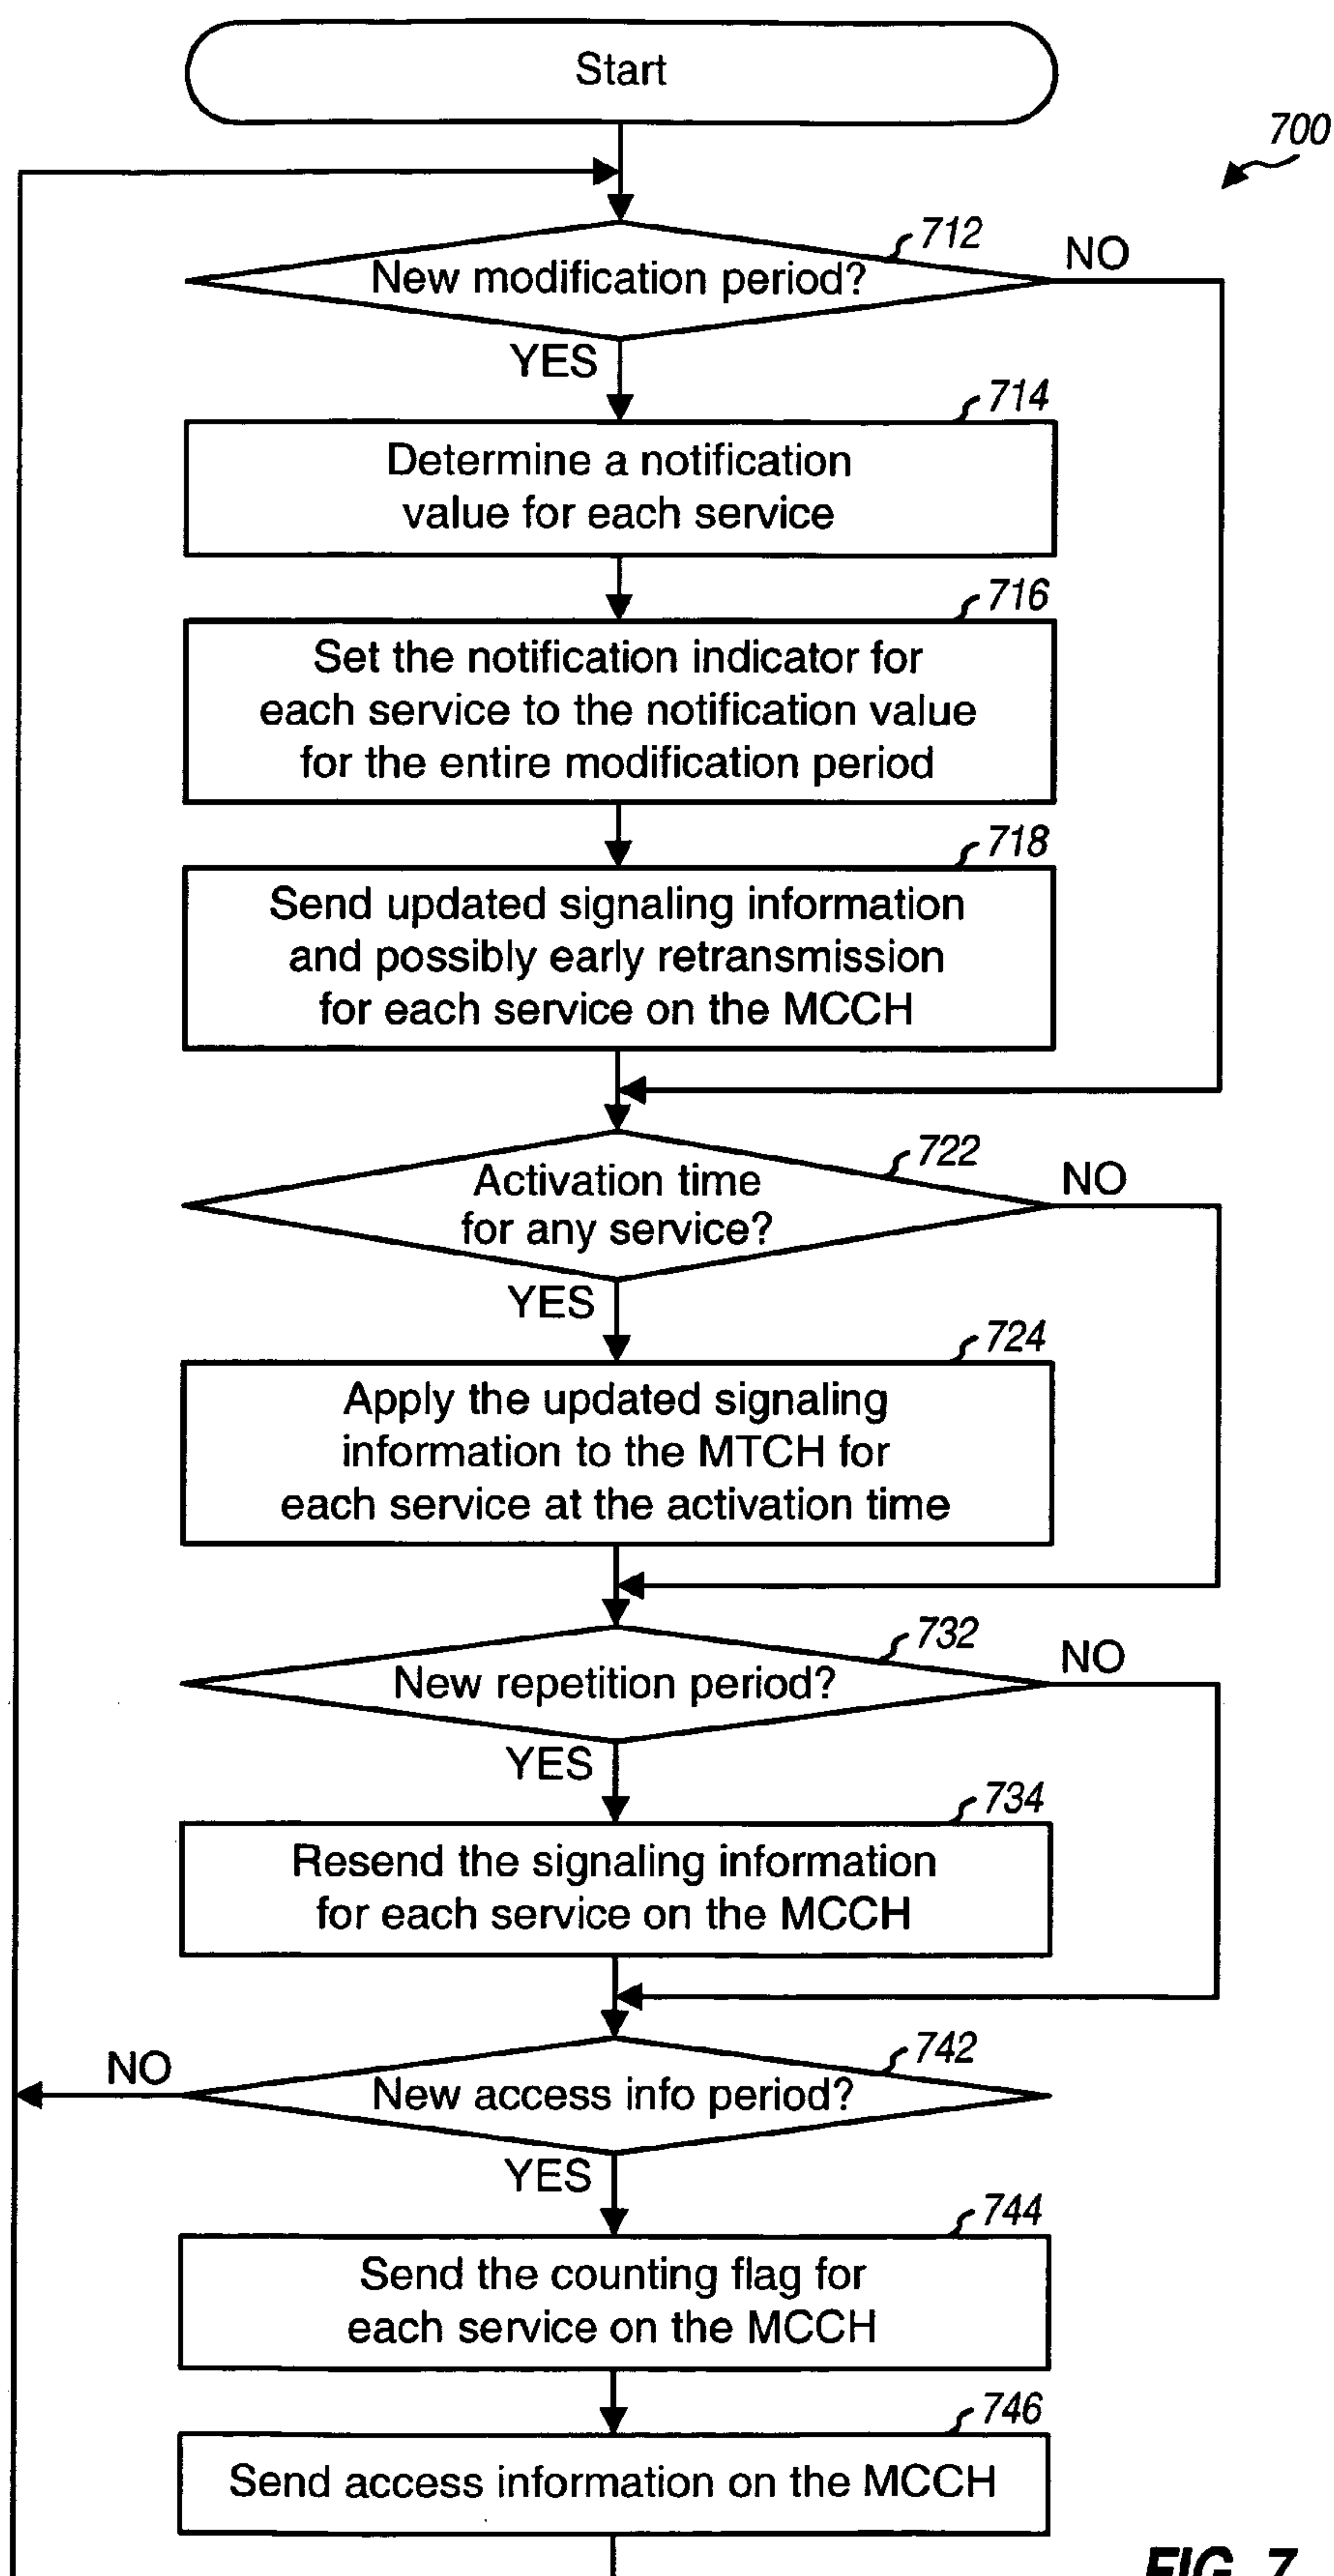 Start
700
712
New modification period?
NO
YES
714
Determine a notification
value for each service
716
Set the notification indicator for
each service to the notification value
for the entire modification period
718
Send updated signaling information
and possibly early retransmission
for each service on the MCCH
722
Activation time
for any service?
NO
YES
724
Apply the updated signaling
information to the MTCH for
each service at the activation time
732
New repetition period?
NO
YES
734
Resend the signaling information
for each service on the MCCH
742
NO
New access info period?
YES
744
Send the counting flag for
each service on the MCCH
746
Send access information on the MCCH
FIG. 7